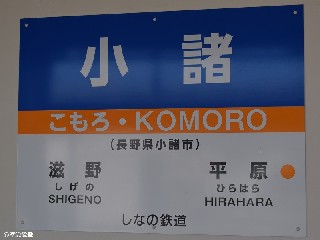 小諸
こもろ・KOMORO
(長野県小諸市)
滋野 平原
しげの ひらはら
SHIGENO HIRAHARA
しなの鉄道